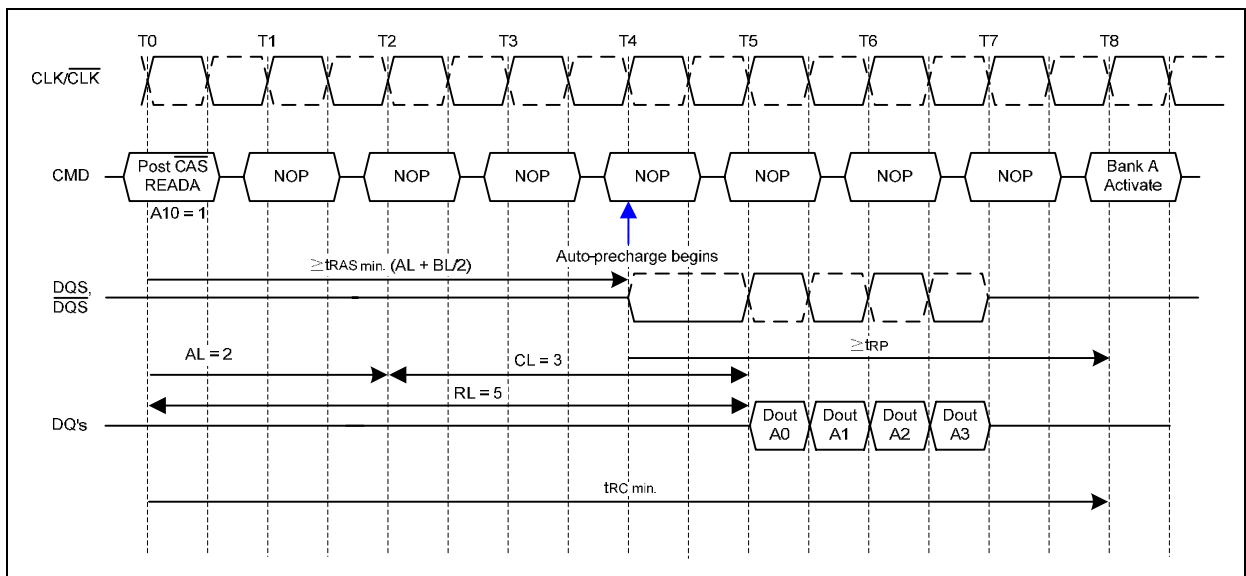 T0 T1 T2 T3 T4 T5 T6 T7 T8
CLK/CLK
CMD
Post CAS
READA
NOP NOP NOP NOP NOP NOP NOP
Bank A
Activate
A10 = 1
Auto-precharge begins
≥tRAS min. (AL + BL/2)
DQS,
DQS
≥tRP
AL = 2
CL = 3
RL = 5
DQ's
Dout
A0
Dout
A1
Dout
A2
Dout
A3
tRC min.